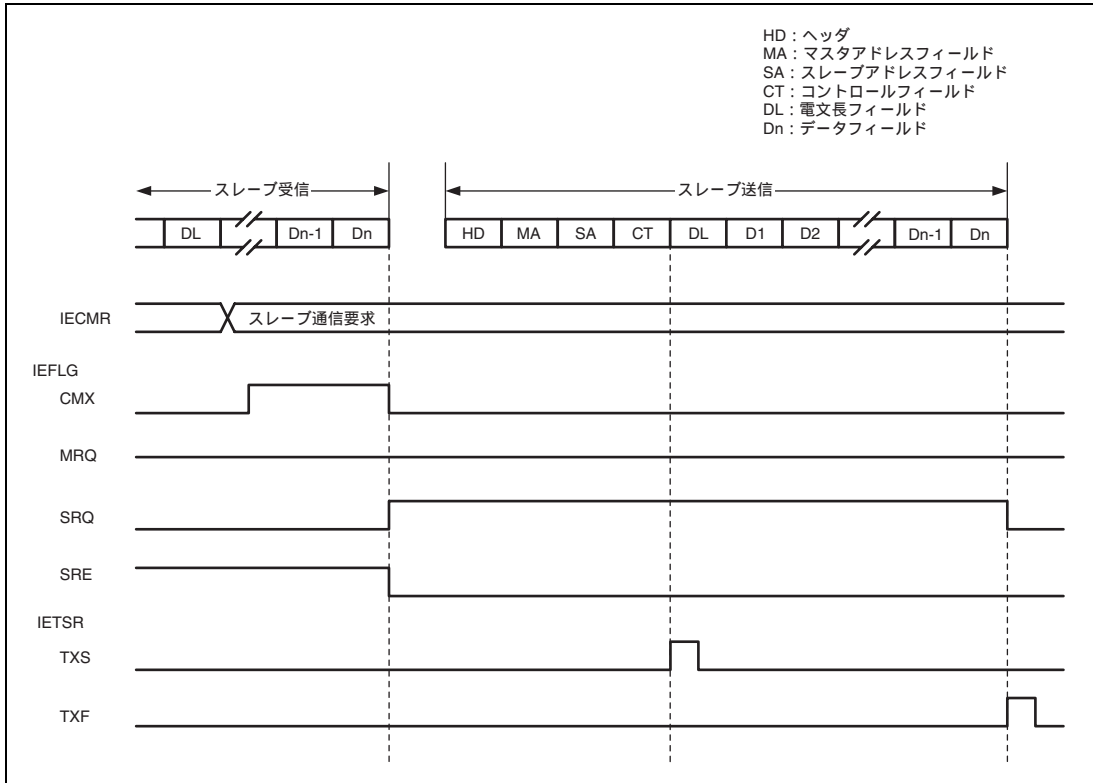 HD：ヘッダ
MA：マスタアドレスフィールド
SA：スレーブアドレスフィールド
CT：コントロールフィールド
DL：電文長フィールド
Dn：データフィールド
スレーブ受信 スレーブ送信
DL Dn-1 Dn HD MA SA CT DL D1 D2 Dn-1 Dn
IECMR スレーブ通信要求
IEFLG
CMX
MRQ
SRQ
SRE
IETSR
TXS
TXF